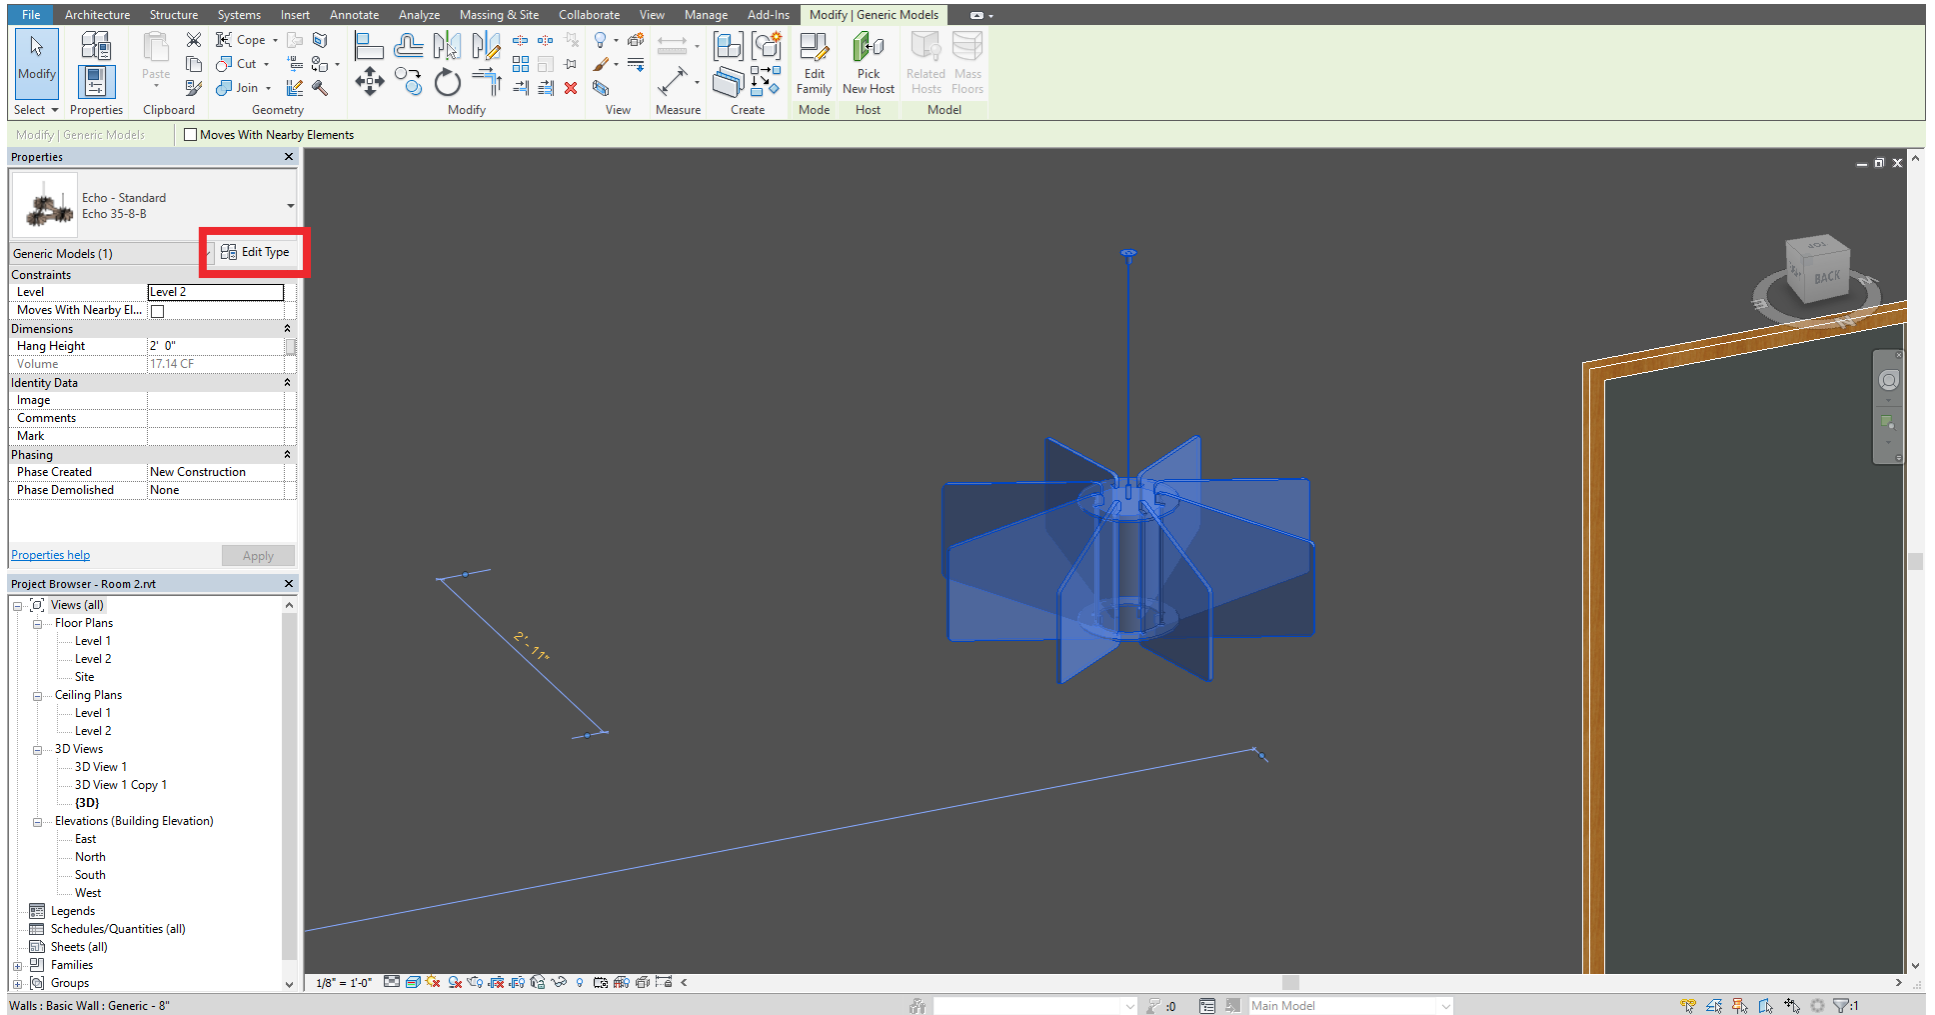 File Architecture Structure Systems Insert Annotate Analyze Massing & Site Collaborate View Manage Add-Ins Modify | Generic Models
Modify
Paste
Cope
Cut
Join
Edit
Family
Pick
New Host
Related
Hosts
Mass
Floors
Select Properties Clipboard Geometry Modify View Measure Create Mode Host Model
Modify | Generic Models Moves With Nearby Elements
Properties
Echo - Standard
Echo 35-8-B
Generic Models (1) Edit Type
Constraints
Level Level 2
Moves With Nearby El...
Dimensions
Hang Height 2' 0"
Volume 17.14 CF
Identity Data
Image
Comments
Mark
Phasing
Phase Created New Construction
Phase Demolished None
Properties help Apply
Project Browser - Room 2.rvt
Views (all)
Floor Plans
Level 1
Level 2
Site
Ceiling Plans
Level 1
Level 2
3D Views
3D View 1
3D View 1 Copy 1
{3D}
Elevations (Building Elevation)
East
North
South
West
Legends
Schedules/Quantities (all)
Sheets (all)
Families
Groups
2' - 11"
TOP
BACK
E
N
W
1/8" = 1'-0"
Walls : Basic Wall : Generic - 8" :0 Main Model :1